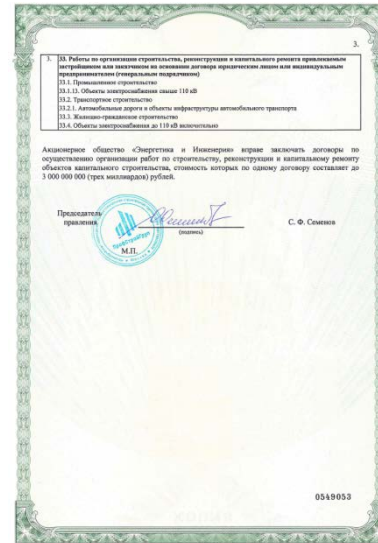 3.
3. 33. Работы по организации строительства, реконструкции и капитального ремонта привлекаемым
застройщиком или заказчиком на основании договора юридическим лицом или индивидуальным
предпринимателем (генеральным подрядчиком)
33.1. Промышленное строительство
33.1.13. Объекты электроснабжения свыше 110 кВ
33.2. Транспортное строительство
33.2.1. Автомобильные дороги и объекты инфраструктуры автомобильного транспорта
33.3. Жилищно-гражданское строительство
33.4. Объекты электроснабжения до 110 кВ включительно
Акционерное общество «Энергетика и Инженерия» вправе заключать договоры по
осуществлению организации работ по строительству, реконструкции и капитальному ремонту
объектов капитального строительства, стоимость которых по одному договору составляет до
3 000 000 000 (трех миллиардов) рублей.
Председатель
правления
(подпись)
С. Ф. Семенов
М.П.
0549053